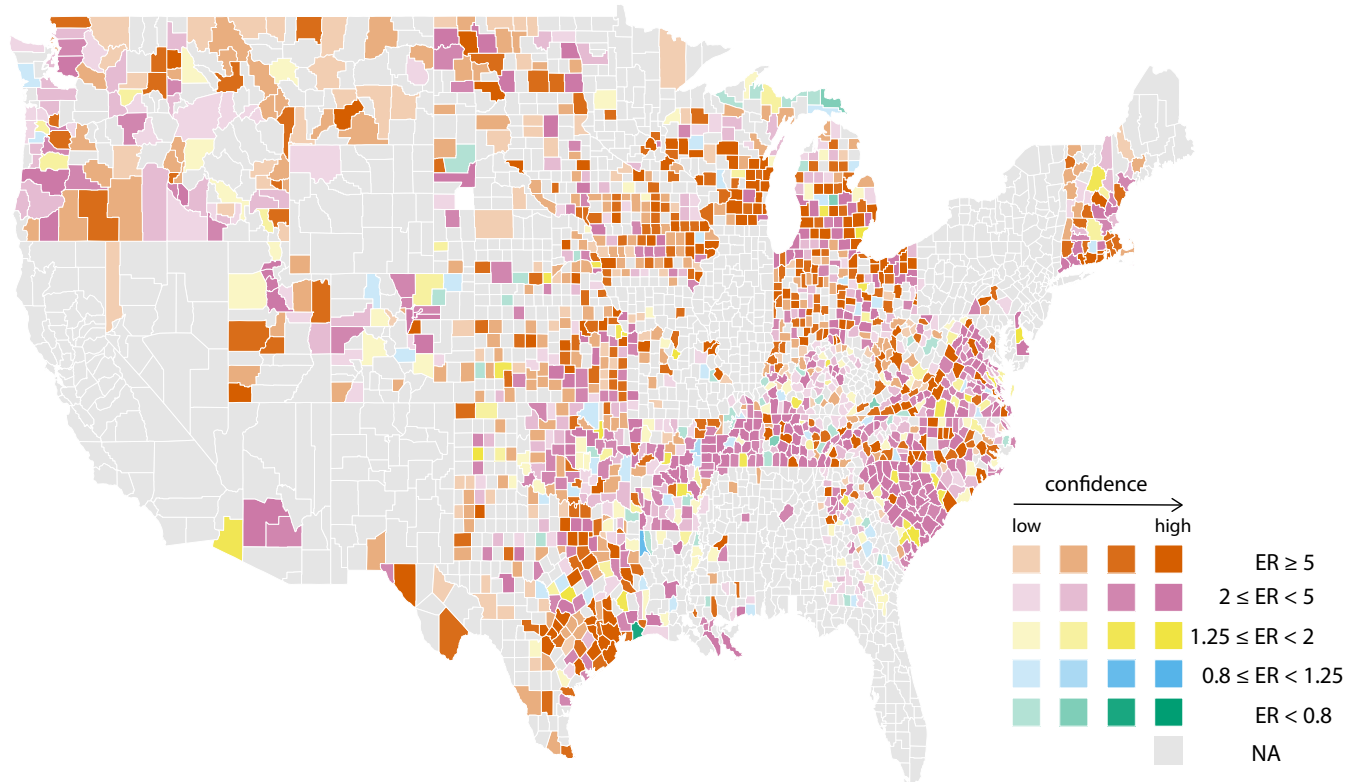 confidence
low high
ER ≥ 5
2 ≤ ER < 5
1.25 ≤ ER < 2
0.8 ≤ ER < 1.25
ER < 0.8
NA